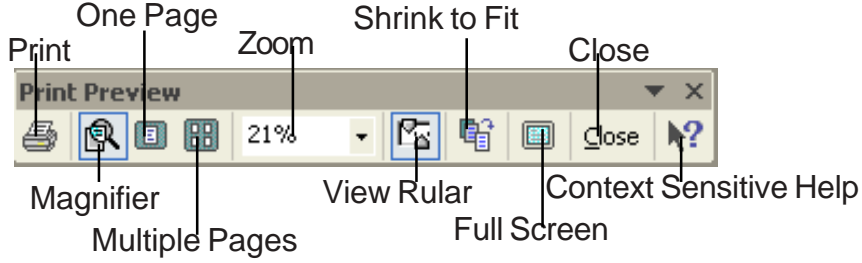 One Page
Shrink to Fit
Print
Zoom
Close
Print Preview
21%
Close
Magnifier
View Rular
Context Sensitive Help
Multiple Pages
Full Screen